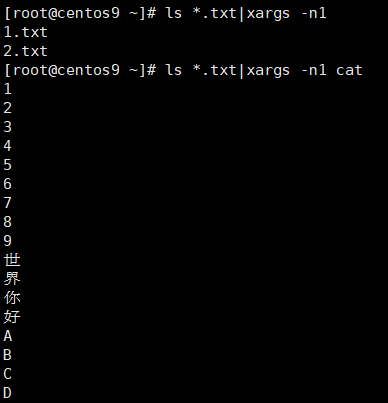 [root@centos9 ~]# ls *.txt|xargs -n1
1.txt
2.txt
[root@centos9 ~]# ls *.txt|xargs -n1 cat
1
2
3
4
5
6
7
8
9
世
界
你
好
A
B
C
D